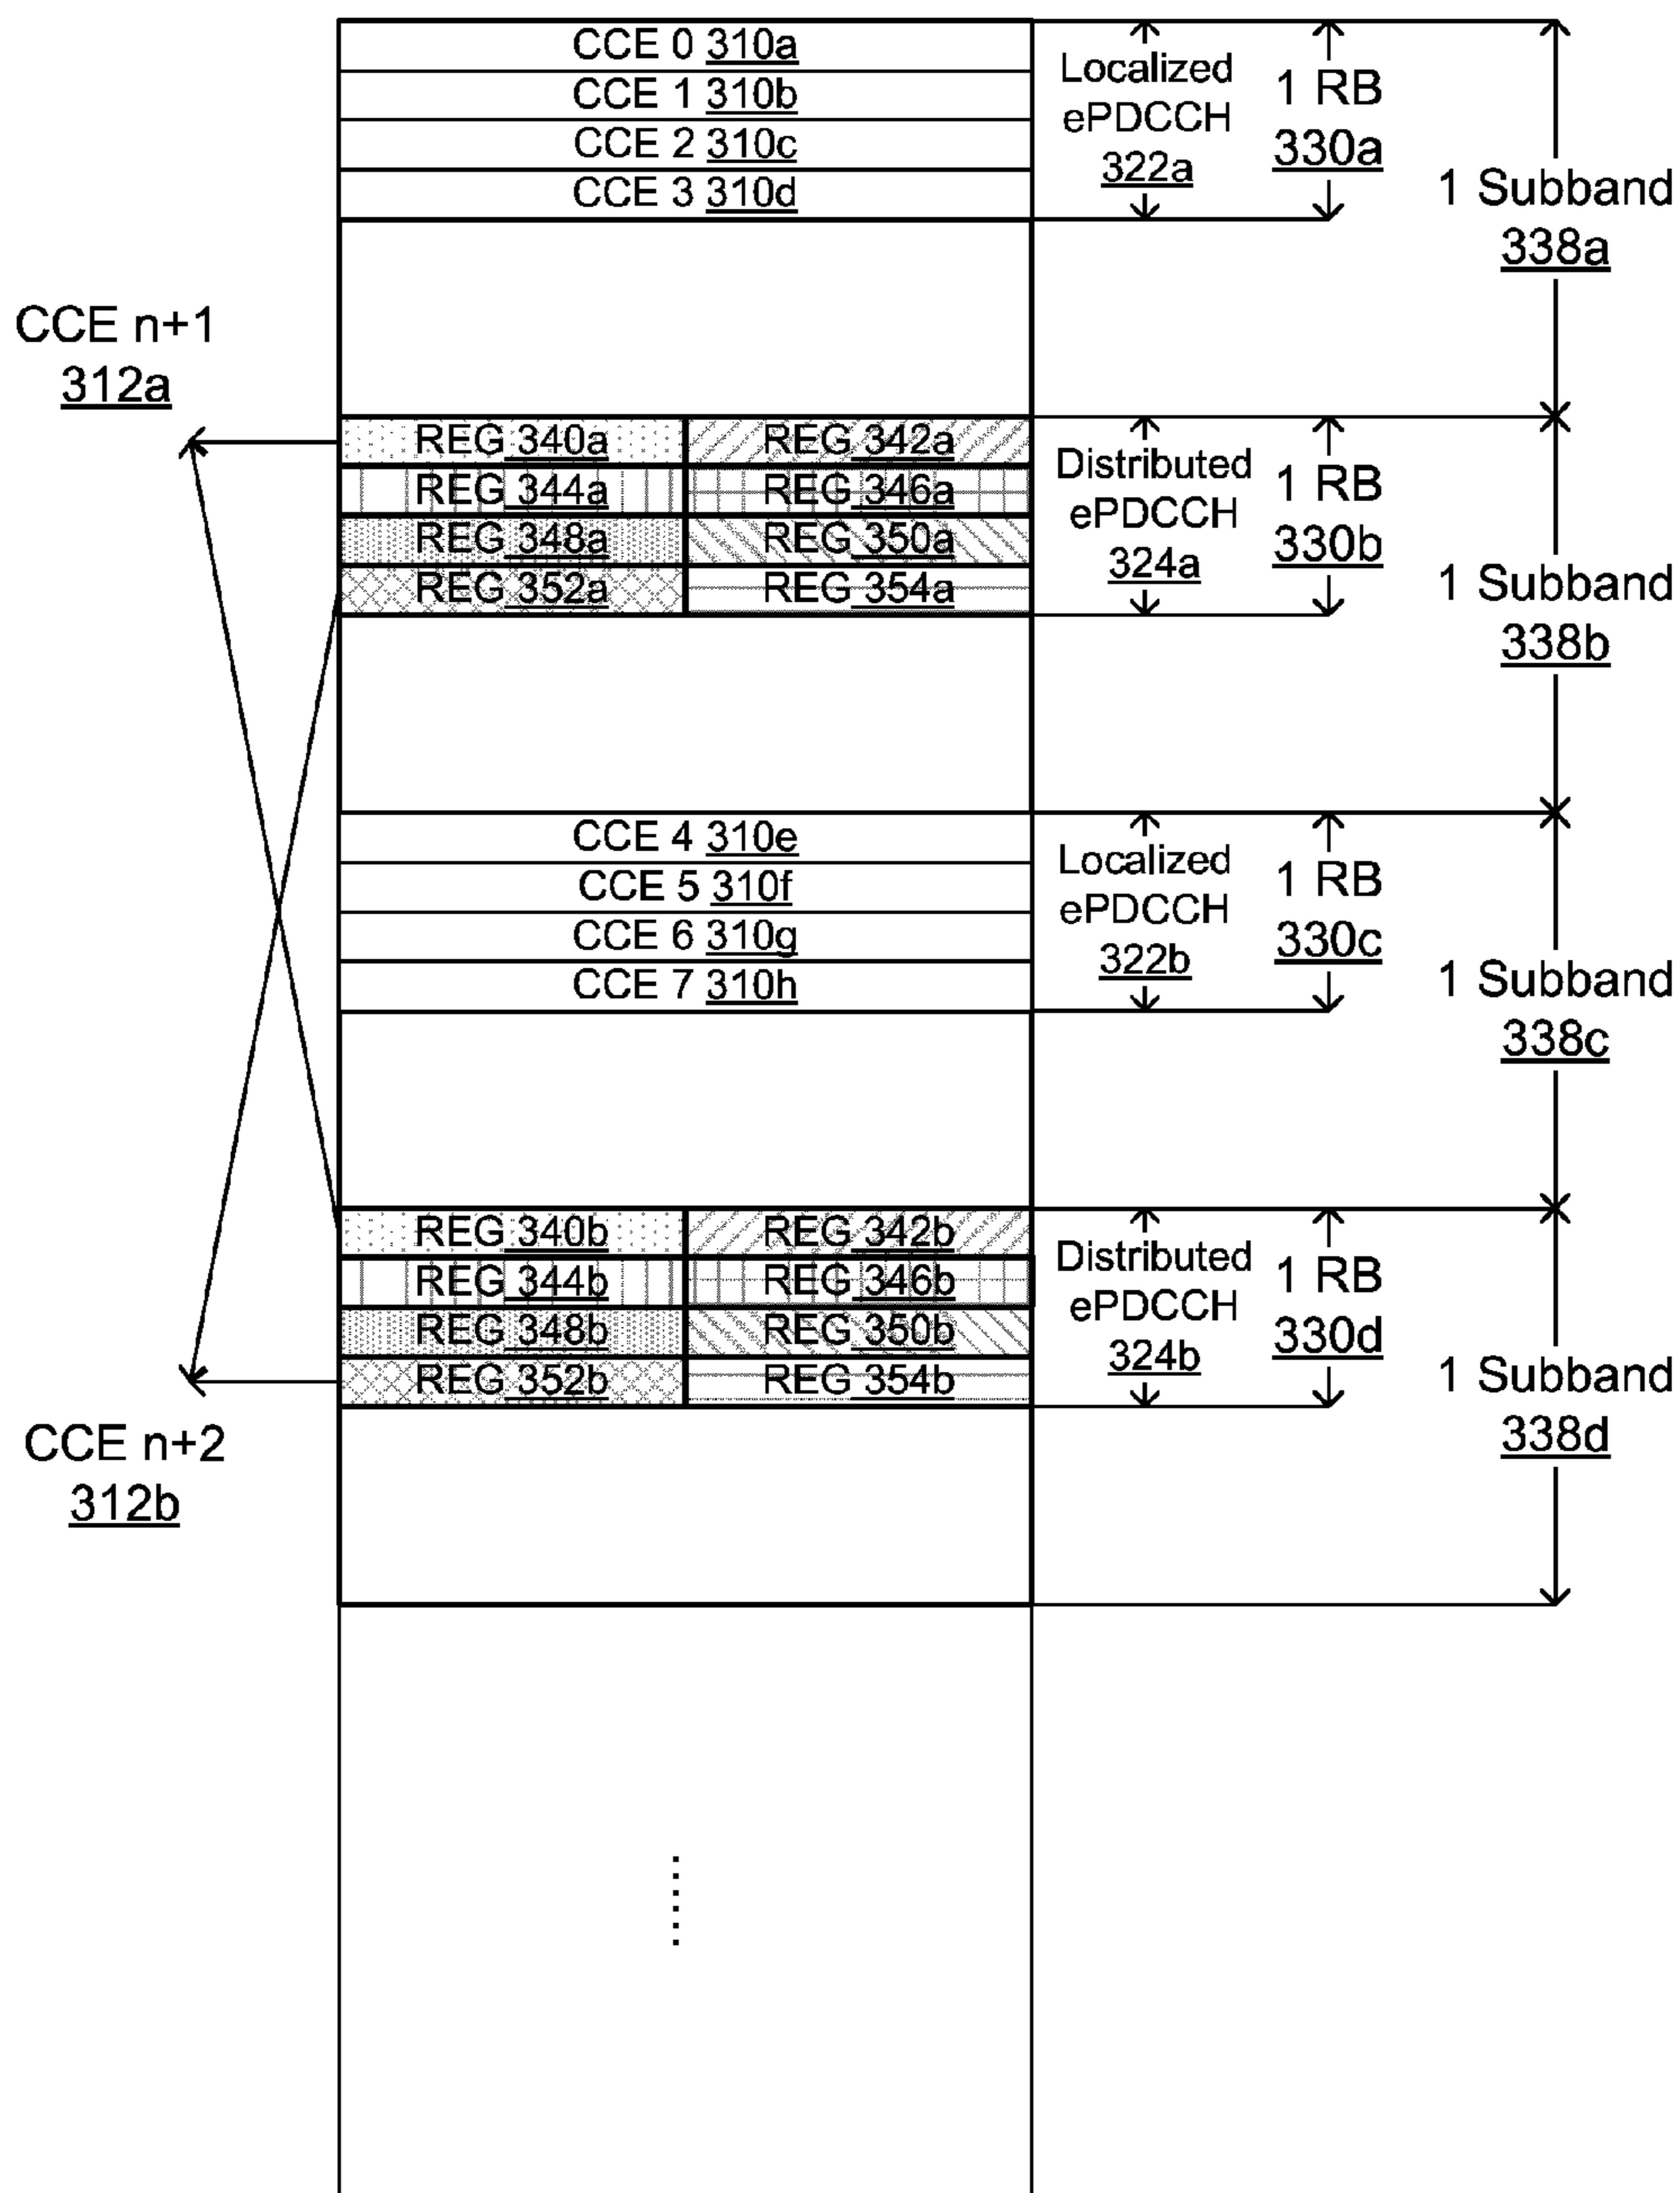 CCE 0 310a
CCE 1 310b
CCE 2 310c
CCE 3 310d
Localized
ePDCCH
322a
1 RB
330a
1 Subband
338a
CCE n+1
312a
REG 340a
REG 342a
REG 344a
REG 346a
REG 348a
REG 350a
REG 352a
REG 354a
Distributed
ePDCCH
324a
1 RB
330b
1 Subband
338b
CCE 4 310e
CCE 5 310f
CCE 6 310g
CCE 7 310h
Localized
ePDCCH
322b
1 RB
330c
1 Subband
338c
REG 340b
REG 342b
REG 344b
REG 346b
REG 348b
REG 350b
REG 352b
REG 354b
Distributed
ePDCCH
324b
1 RB
330d
1 Subband
338d
CCE n+2
312b